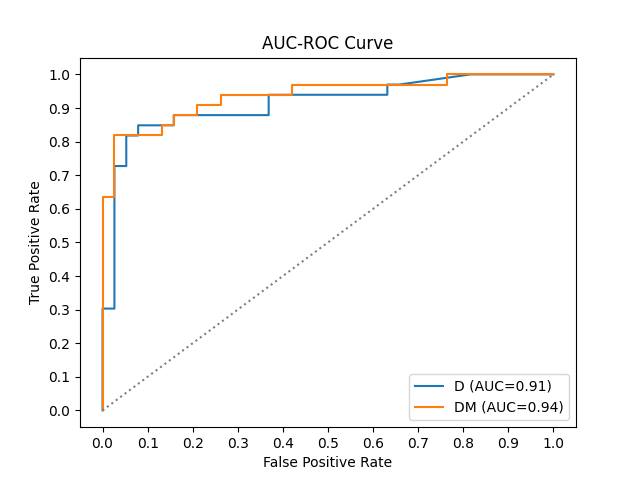 AUC-ROC Curve
True Positive Rate
1.0
0.9
0.8
0.7
0.6
0.5
0.4
0.3
0.2
0.1
0.0
D (AUC=0.91)
DM (AUC=0.94)
0.0 0.1 0.2 0.3 0.4 0.5 0.6 0.7 0.8 0.9 1.0
False Positive Rate